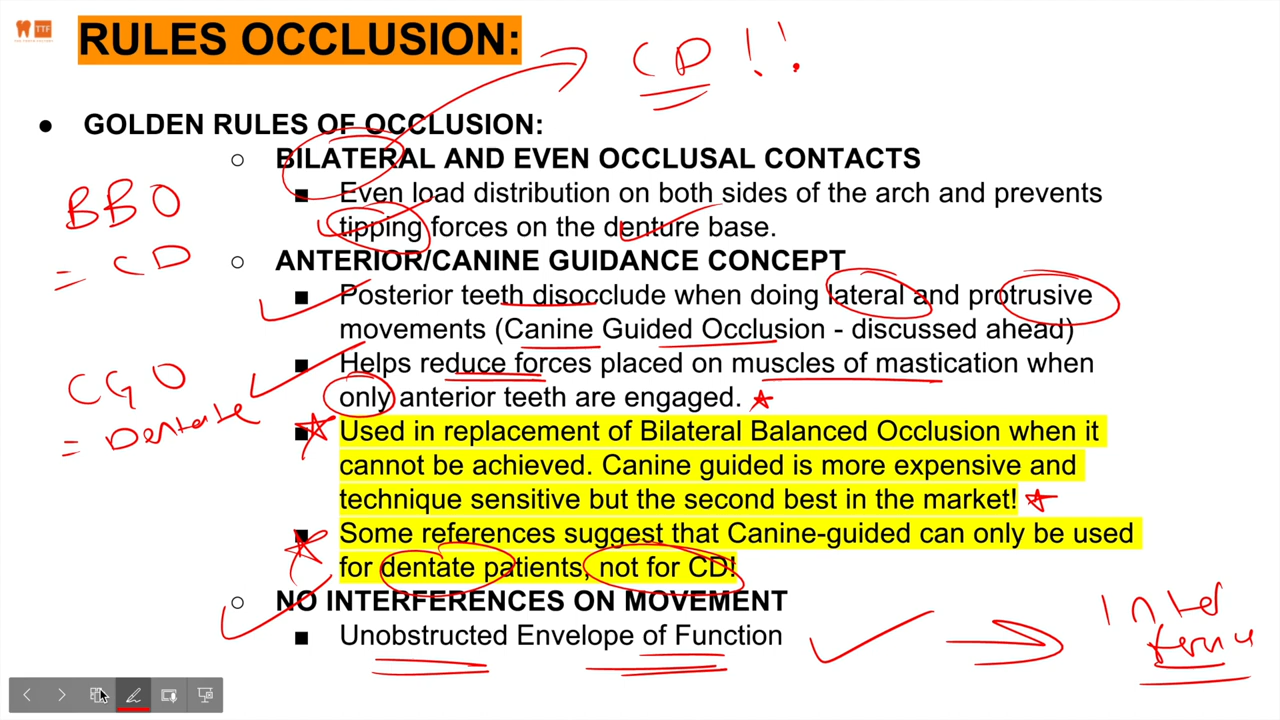 TTF
RULES OCCLUSION:
CD !!
● GOLDEN RULES OF OCCLUSION:
○ BILATERAL AND EVEN OCCLUSAL CONTACTS
■ Even load distribution on both sides of the arch and prevents
tipping forces on the denture base.
BBO
= CD
○ ANTERIOR/CANINE GUIDANCE CONCEPT
■ Posterior teeth disocclude when doing lateral and protrusive
movements (Canine Guided Occlusion - discussed ahead)
■ Helps reduce forces placed on muscles of mastication when
only anterior teeth are engaged.
CGO
= Dentate
■ Used in replacement of Bilateral Balanced Occlusion when it
cannot be achieved. Canine guided is more expensive and
technique sensitive but the second best in the market!
■ Some references suggest that Canine-guided can only be used
for dentate patients, not for CD!
○ NO INTERFERENCES ON MOVEMENT
■ Unobstructed Envelope of Function
Inter